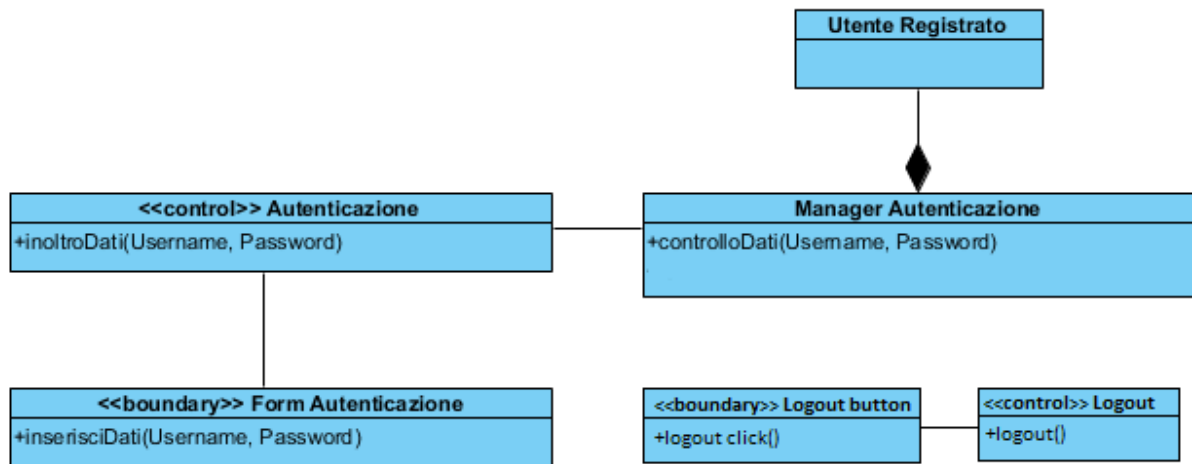 Utente Registrato
<<control>> Autenticazione
+inoltroDati(Username, Password)
Manager Autenticazione
+controlloDati(Username, Password)
<<boundary>> Form Autenticazione
+inserisciDati(Username, Password)
<<boundary>> Logout button
+logout click()
<<control>> Logout
+logout()